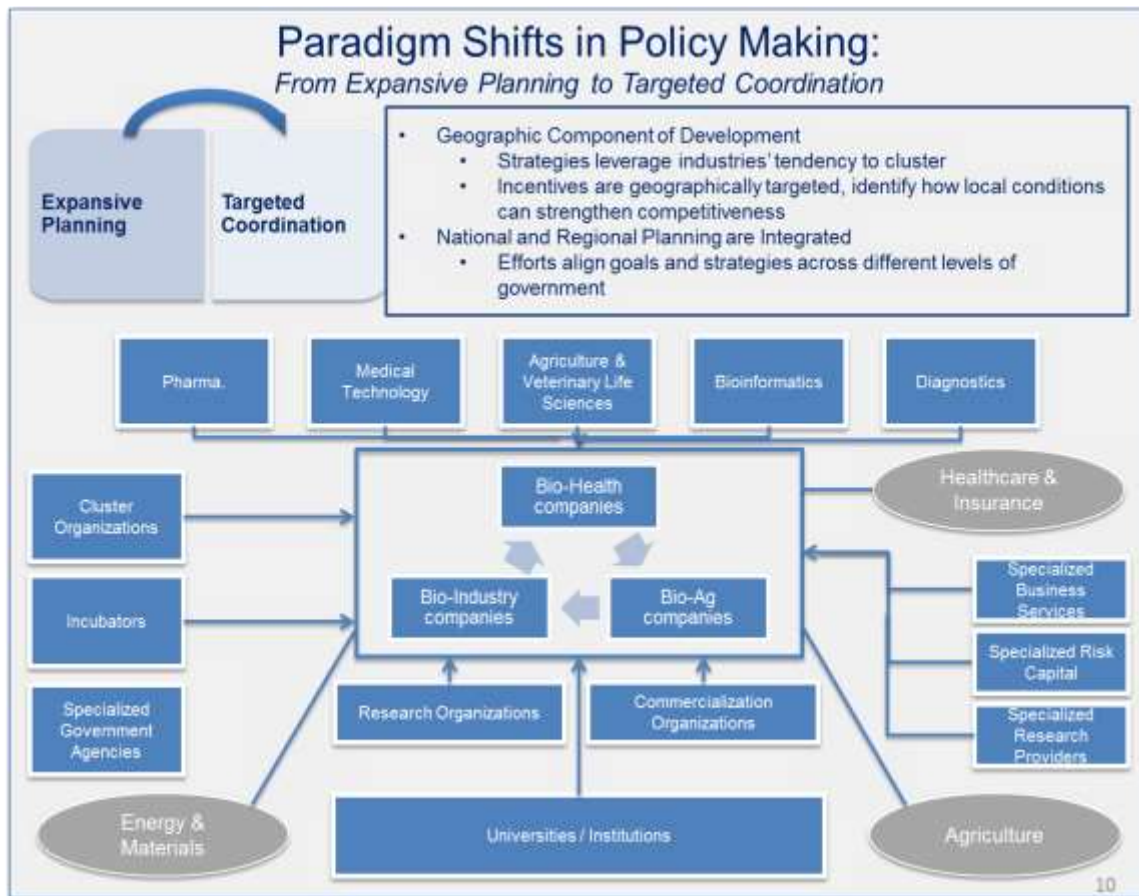 Paradigm Shifts in Policy Making:
From Expansive Planning to Targeted Coordination
Expansive
Planning
Targeted
Coordination
• Geographic Component of Development
• Strategies leverage industries' tendency to cluster
• Incentives are geographically targeted, identify how local conditions
can strengthen competitiveness
• National and Regional Planning are Integrated
• Efforts align goals and strategies across different levels of
government
Pharma.
Medical
Technology
Agriculture &
Veterinary Life
Sciences
Bioinformatics
Diagnostics
Cluster
Organizations
Incubators
Specialized
Government
Agencies
Bio-Health
companies
Bio-Industry
companies
Bio-Ag
companies
Healthcare &
Insurance
Specialized
Business
Services
Specialized Risk
Capital
Specialized
Research
Providers
Research Organizations
Commercialization
Organizations
Energy &
Materials
Universities / Institutions
Agriculture
10